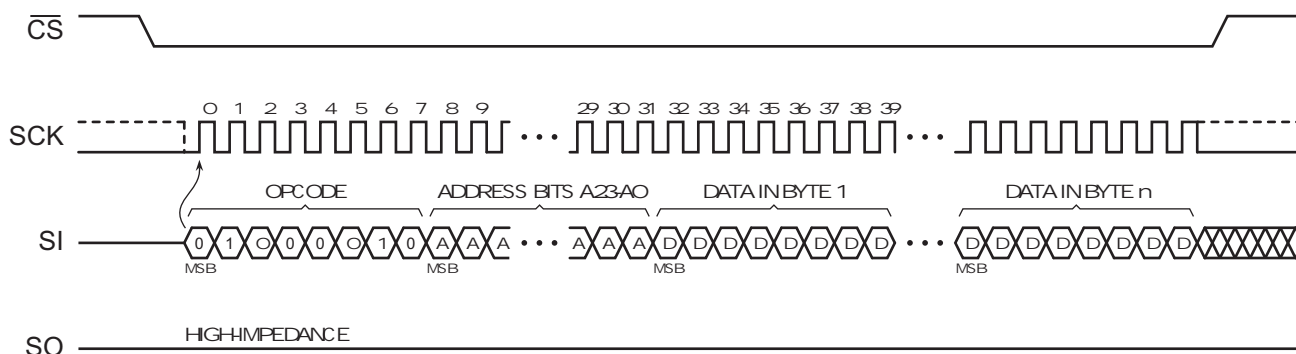 CS
0 1 2 3 4 5 6 7 8 9 29 30 31 32 33 34 35 36 37 38 39
SCK
OPCODE ADDRESS BITS A23-A0 DATA IN BYTE 1 DATA IN BYTE n
SI 0 1 0 0 0 0 1 0 A A A A A A D D D D D D D D D D D D D D D D
MSB MSB MSB MSB
HIGH-IMPEDANCE
SO